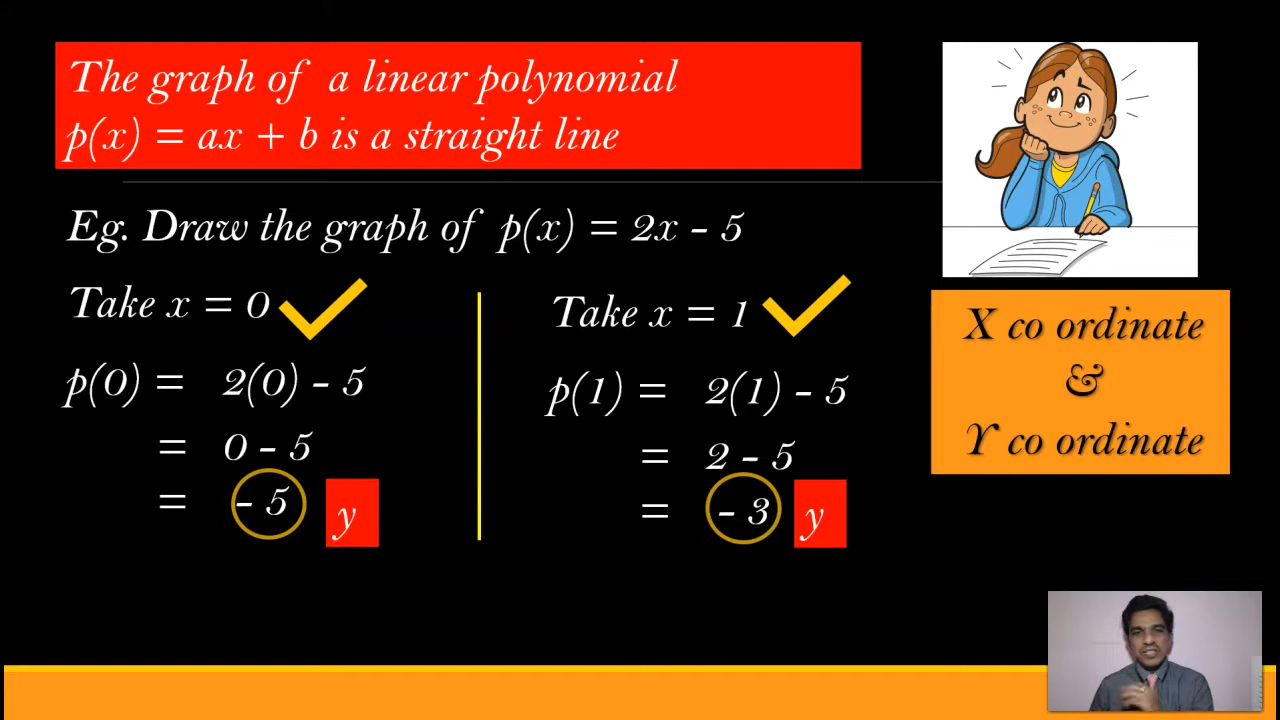 The graph of a linear polynomial
p(x) = ax + b is a straight line
Eg. Draw the graph of p(x) = 2x - 5
Take x = 0
p(0) = 2(0) - 5
= 0 - 5
= - 5
y
Take x = 1
p(1) = 2(1) - 5
= 2 - 5
= - 3
y
X co ordinate
&
Y co ordinate